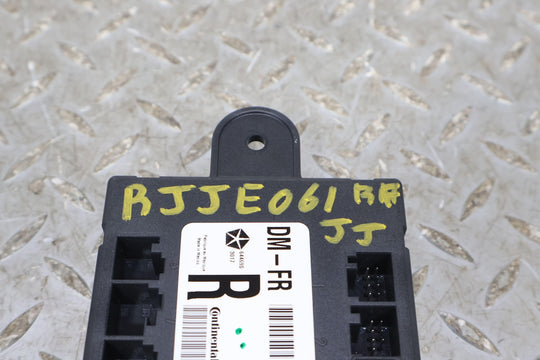 RJJE061 RR
JJ
DM-FR
R
Continental